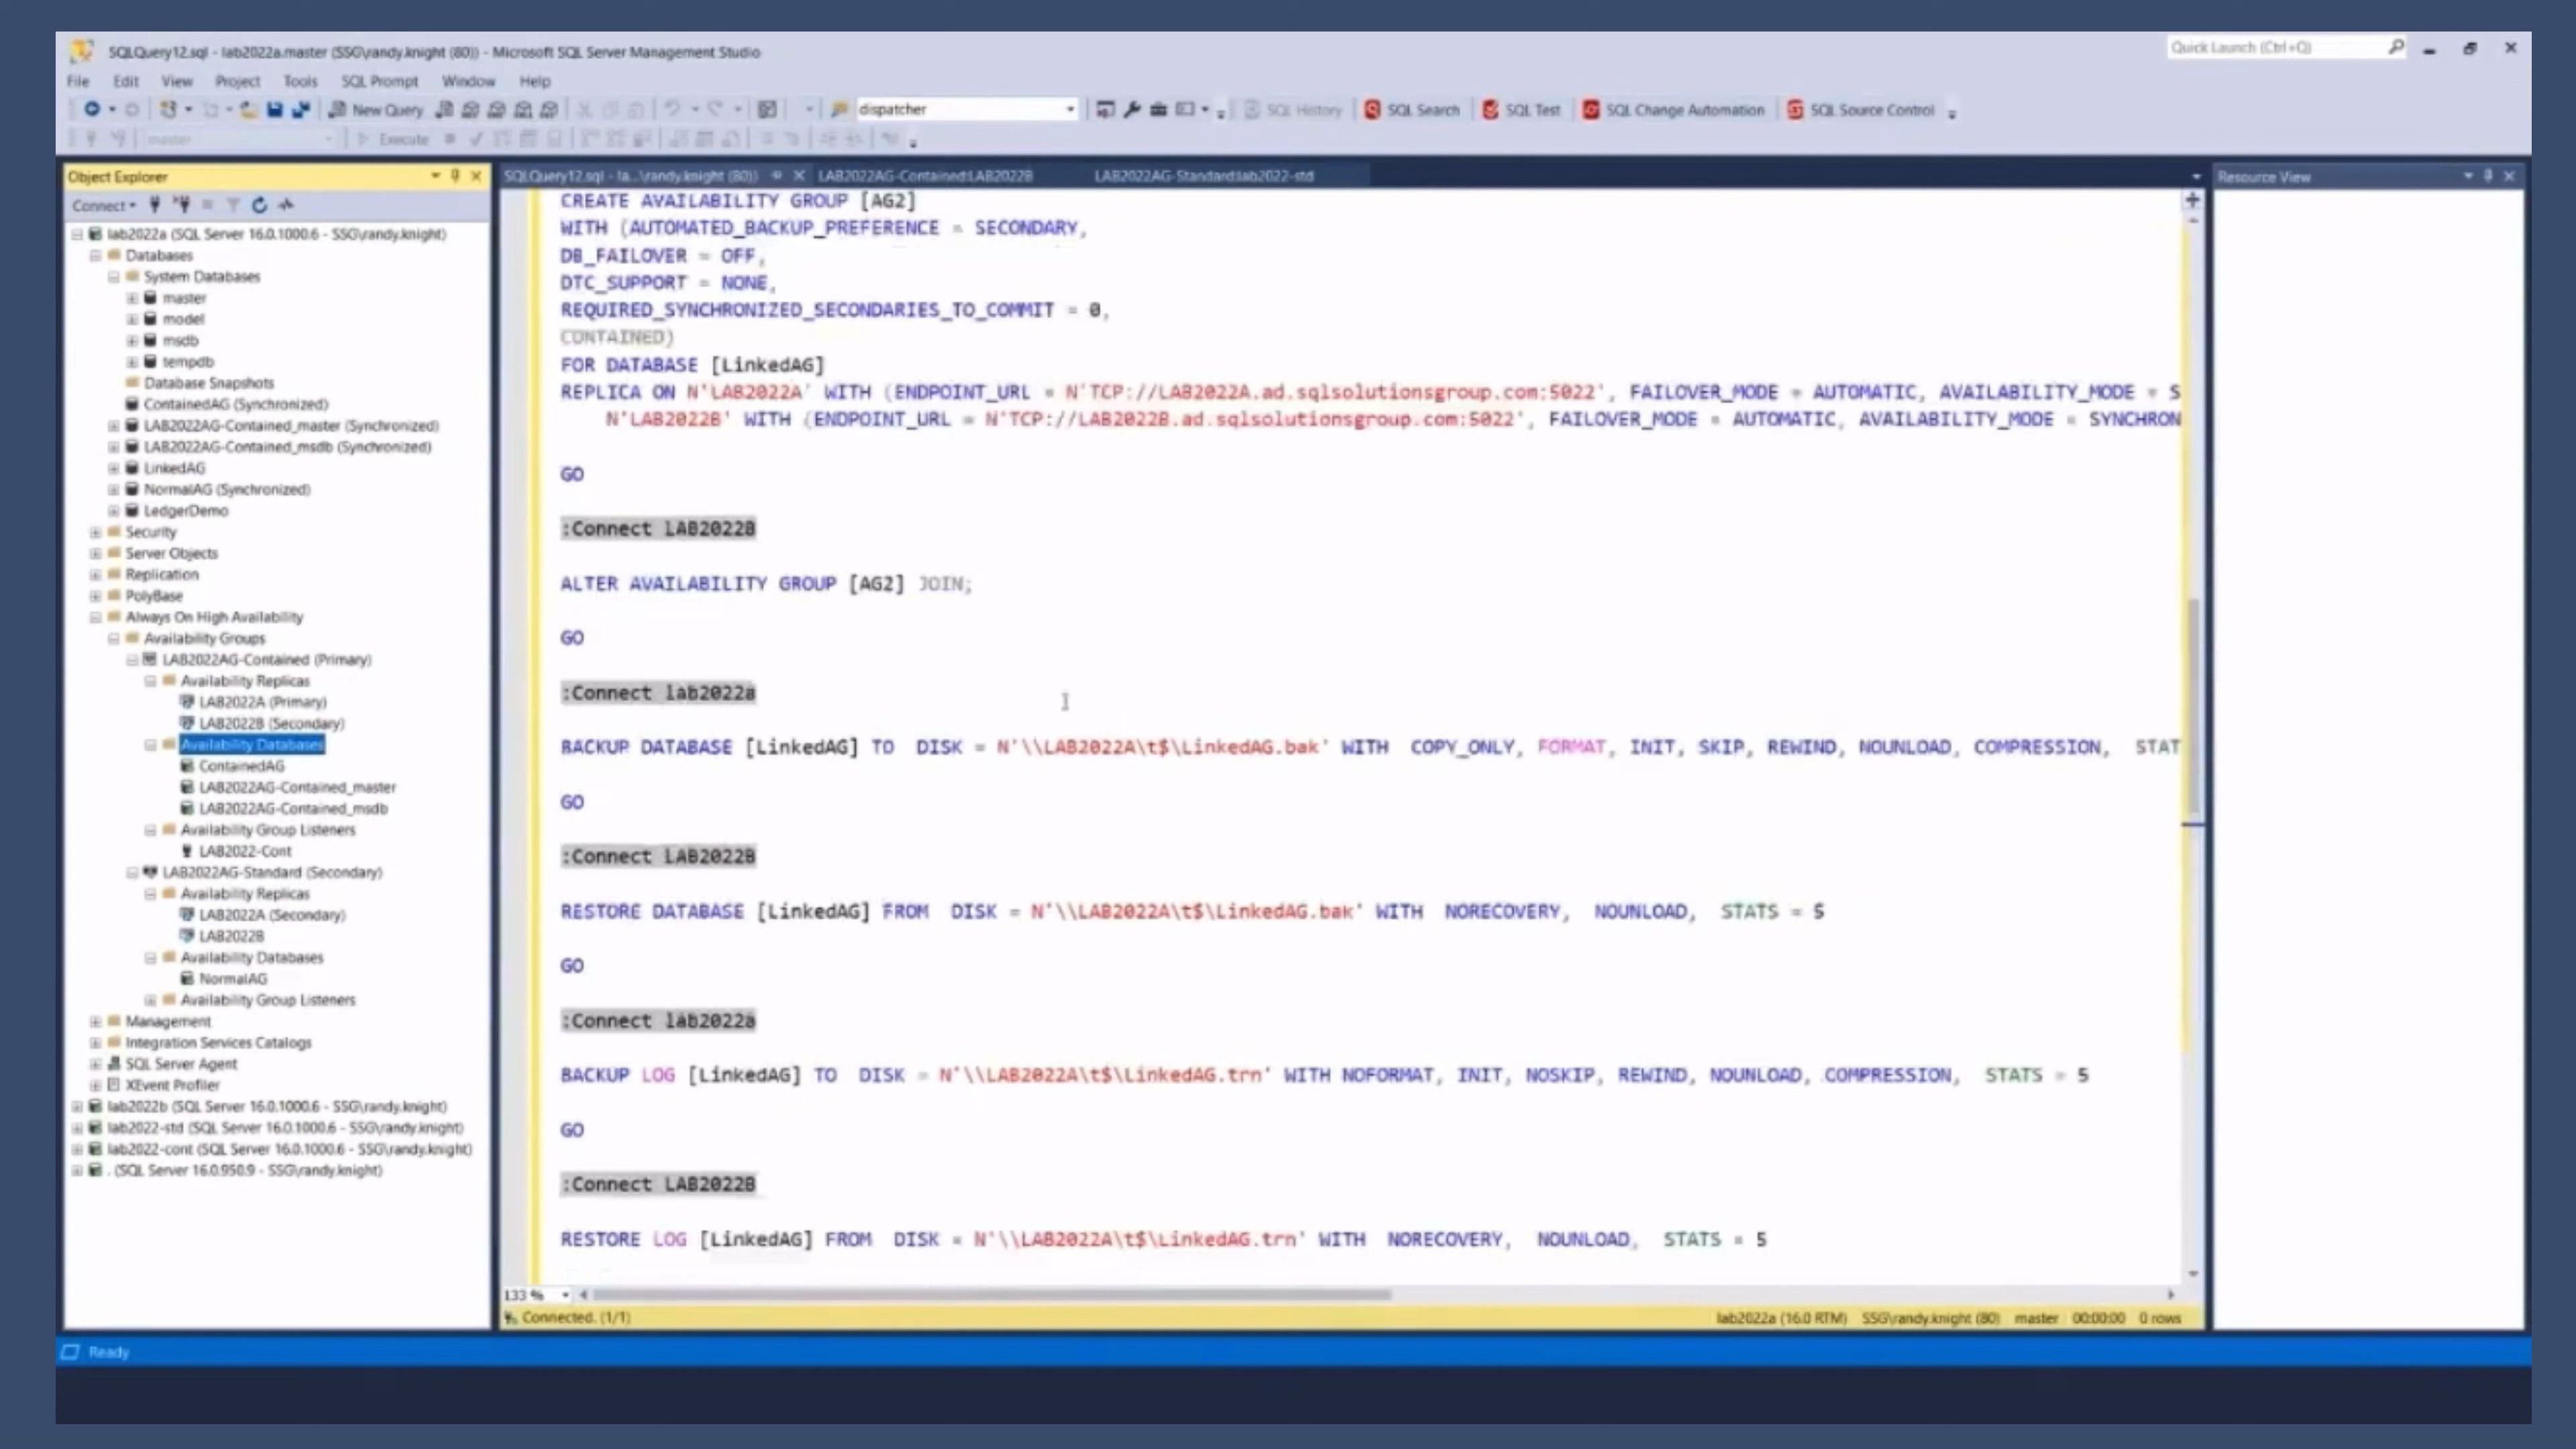 SQLQuery12.sql - lab2022a.master (SSG\randy.knight (80)) - Microsoft SQL Server Management Studio
Quick Launch (Ctrl+Q)
File Edit View Project Tools SQL Prompt Window Help
New Query
dispatcher
SQL History SQL Search SQL Test SQL Change Automation SQL Source Control
master
Execute
Object Explorer
SQLQuery12.sql - la...\randy.knight (80)) LAB2022AG-Contained:LAB2022B LAB2022AG-Standard:lab2022-std
Resource View
Connect
lab2022a (SQL Server 16.0.1000.6 - SSG\randy.knight)
Databases
System Databases
master
model
msdb
tempdb
Database Snapshots
ContainedAG (Synchronized)
LAB2022AG-Contained_master (Synchronized)
LAB2022AG-Contained_msdb (Synchronized)
LinkedAG
NormalAG (Synchronized)
LedgerDemo
Security
Server Objects
Replication
PolyBase
Always On High Availability
Availability Groups
LAB2022AG-Contained (Primary)
Availability Replicas
LAB2022A (Primary)
LAB2022B (Secondary)
Availability Databases
ContainedAG
LAB2022AG-Contained_master
LAB2022AG-Contained_msdb
Availability Group Listeners
LAB2022-Cont
LAB2022AG-Standard (Secondary)
Availability Replicas
LAB2022A (Secondary)
LAB2022B
Availability Databases
NormalAG
Availability Group Listeners
Management
Integration Services Catalogs
SQL Server Agent
XEvent Profiler
lab2022b (SQL Server 16.0.1000.6 - SSG\randy.knight)
lab2022-std (SQL Server 16.0.1000.6 - SSG\randy.knight)
lab2022-cont (SQL Server 16.0.1000.6 - SSG\randy.knight)
. (SQL Server 16.0.950.9 - SSG\randy.knight)
CREATE AVAILABILITY GROUP [AG2]
WITH (AUTOMATED_BACKUP_PREFERENCE = SECONDARY,
DB_FAILOVER = OFF,
DTC_SUPPORT = NONE,
REQUIRED_SYNCHRONIZED_SECONDARIES_TO_COMMIT = 0,
CONTAINED)
FOR DATABASE [LinkedAG]
REPLICA ON N'LAB2022A' WITH (ENDPOINT_URL = N'TCP://LAB2022A.ad.sqlsolutionsgroup.com:5022', FAILOVER_MODE = AUTOMATIC, AVAILABILITY_MODE = S
N'LAB2022B' WITH (ENDPOINT_URL = N'TCP://LAB2022B.ad.sqlsolutionsgroup.com:5022', FAILOVER_MODE = AUTOMATIC, AVAILABILITY_MODE = SYNCHRON
GO
:Connect LAB2022B
ALTER AVAILABILITY GROUP [AG2] JOIN;
GO
:Connect lab2022a
BACKUP DATABASE [LinkedAG] TO DISK = N'\\LAB2022A\t$\LinkedAG.bak' WITH COPY_ONLY, FORMAT, INIT, SKIP, REWIND, NOUNLOAD, COMPRESSION, STAT
GO
:Connect LAB2022B
RESTORE DATABASE [LinkedAG] FROM DISK = N'\\LAB2022A\t$\LinkedAG.bak' WITH NORECOVERY, NOUNLOAD, STATS = 5
GO
:Connect lab2022a
BACKUP LOG [LinkedAG] TO DISK = N'\\LAB2022A\t$\LinkedAG.trn' WITH NOFORMAT, INIT, NOSKIP, REWIND, NOUNLOAD, COMPRESSION, STATS = 5
GO
:Connect LAB2022B
RESTORE LOG [LinkedAG] FROM DISK = N'\\LAB2022A\t$\LinkedAG.trn' WITH NORECOVERY, NOUNLOAD, STATS = 5
133 %
Connected. (1/1)
lab2022a (16.0 RTM) SSG\randy.knight (80) master 00:00:00 0 rows
Ready